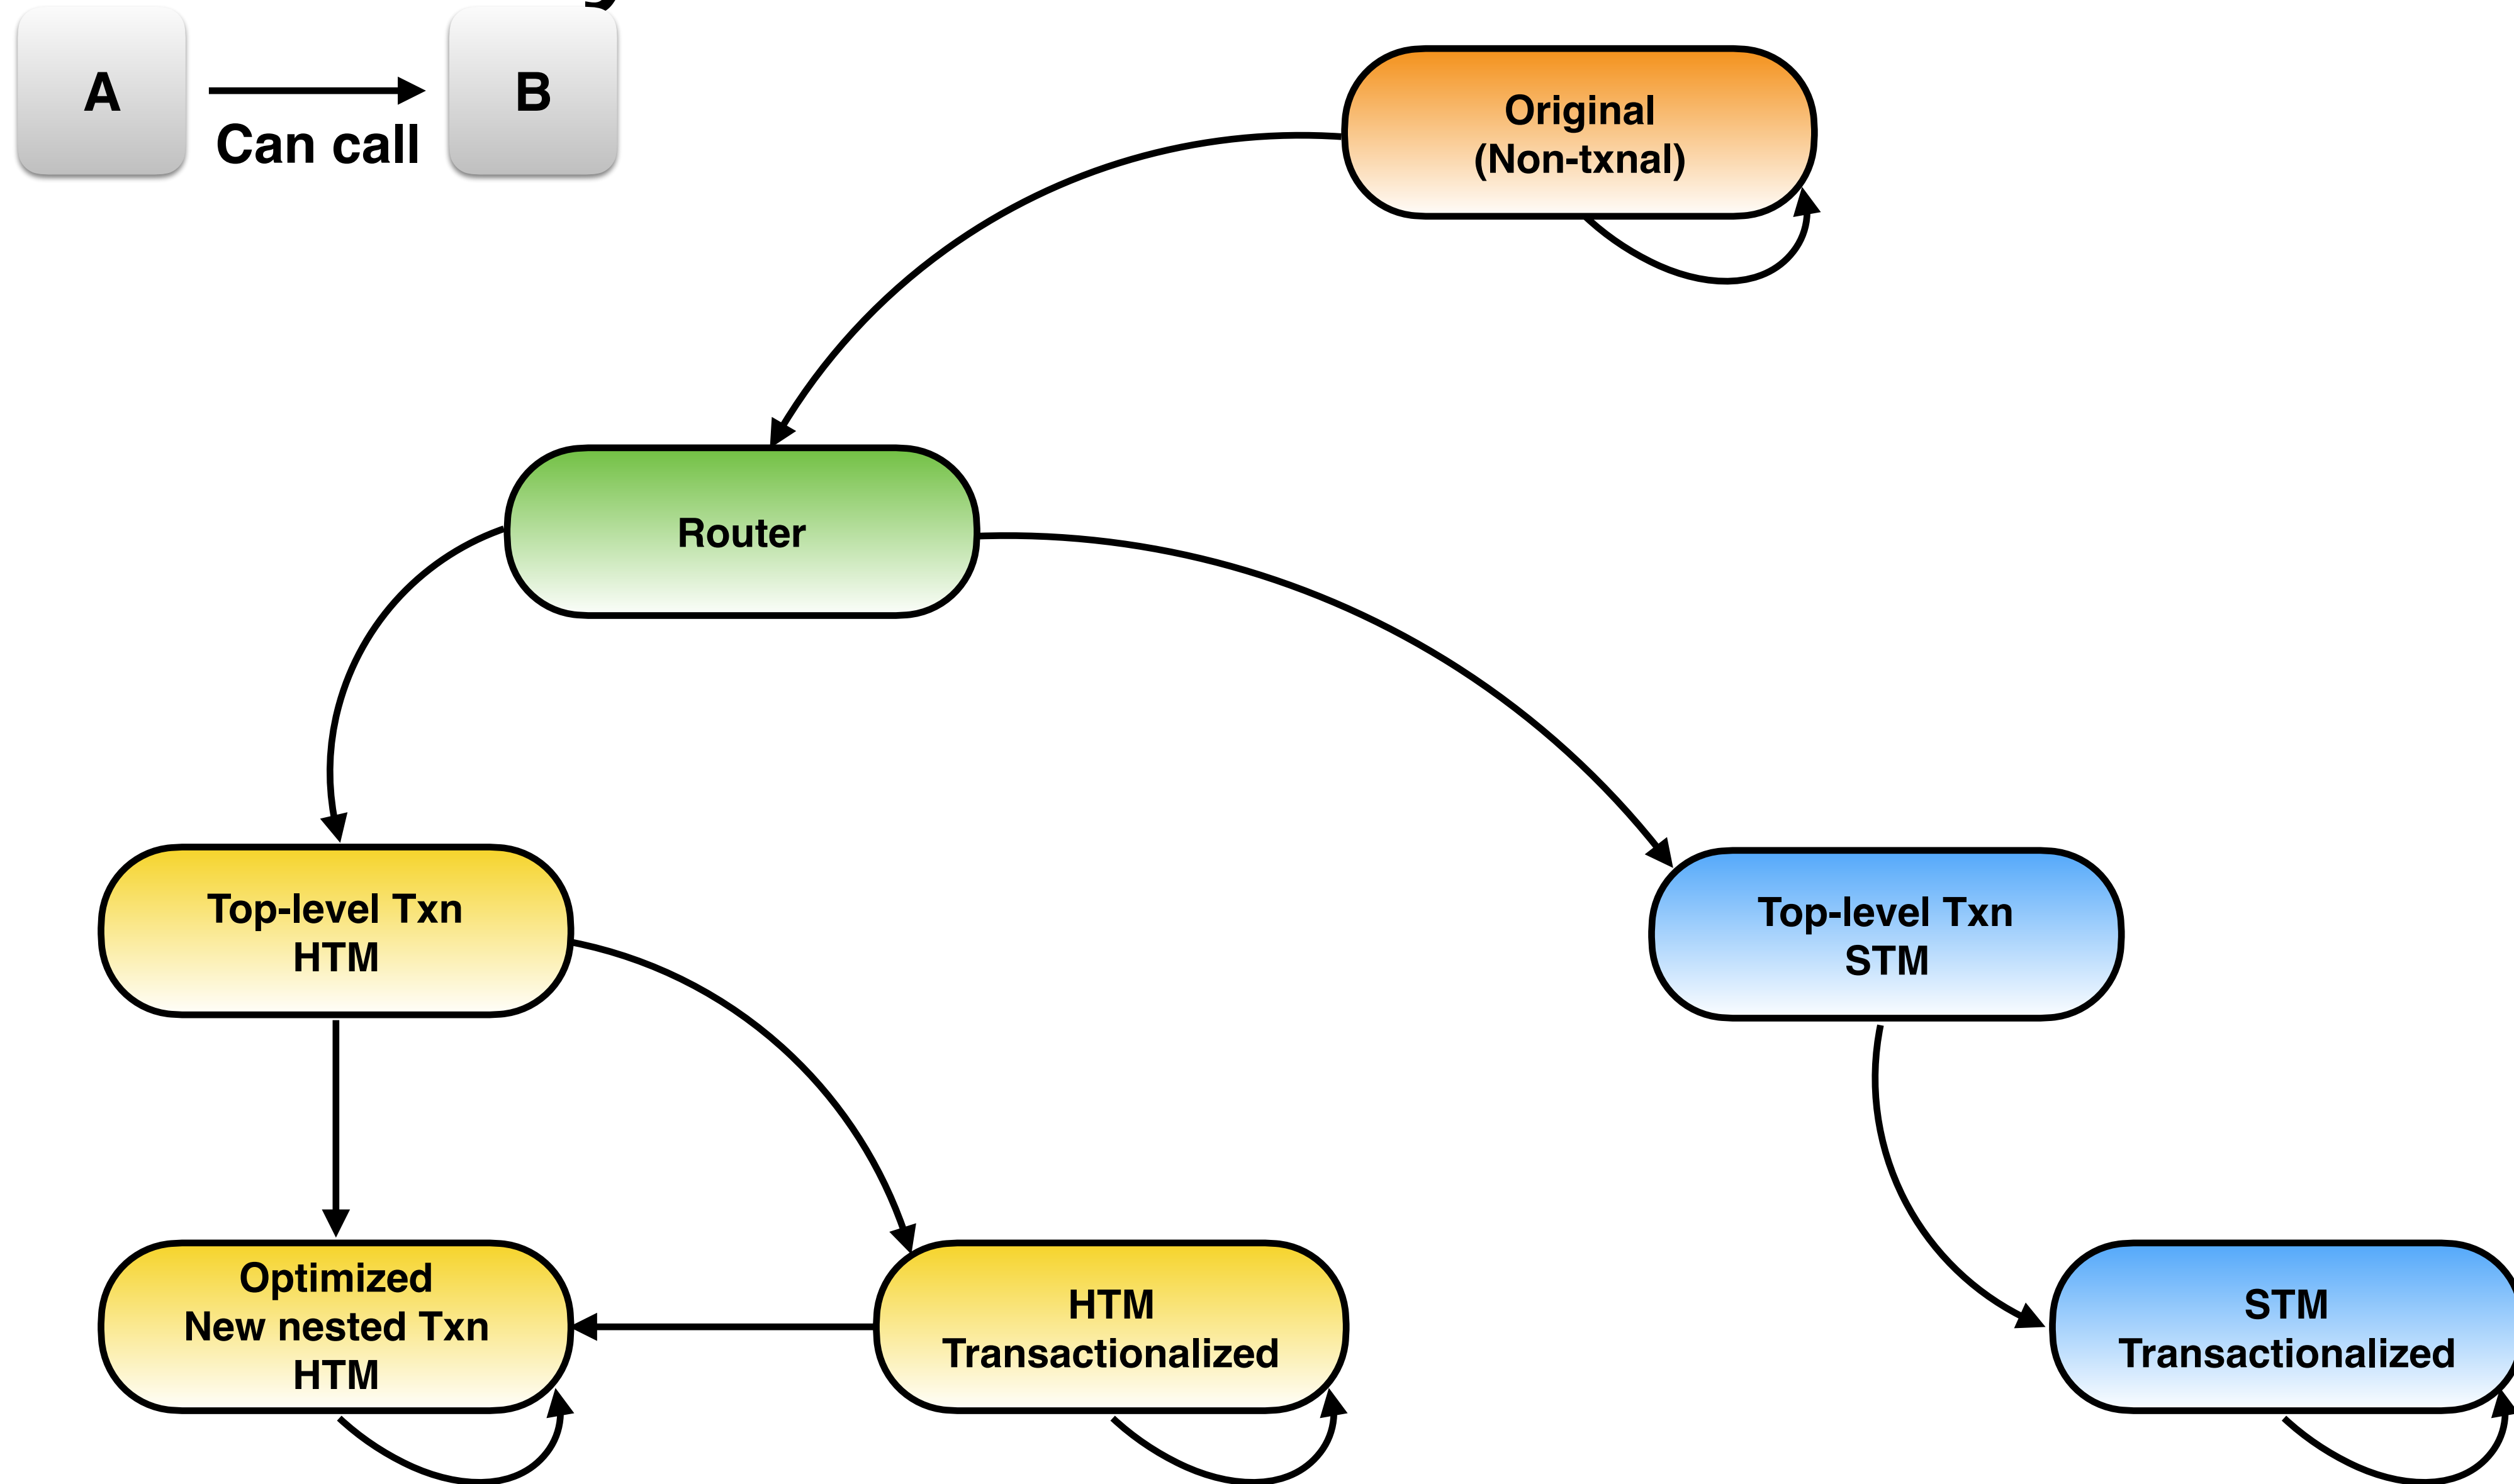 A
Can call
B
Original
(Non-txnal)
Router
Top-level Txn
HTM
Top-level Txn
STM
Optimized
New nested Txn
HTM
HTM
Transactionalized
STM
Transactionalized